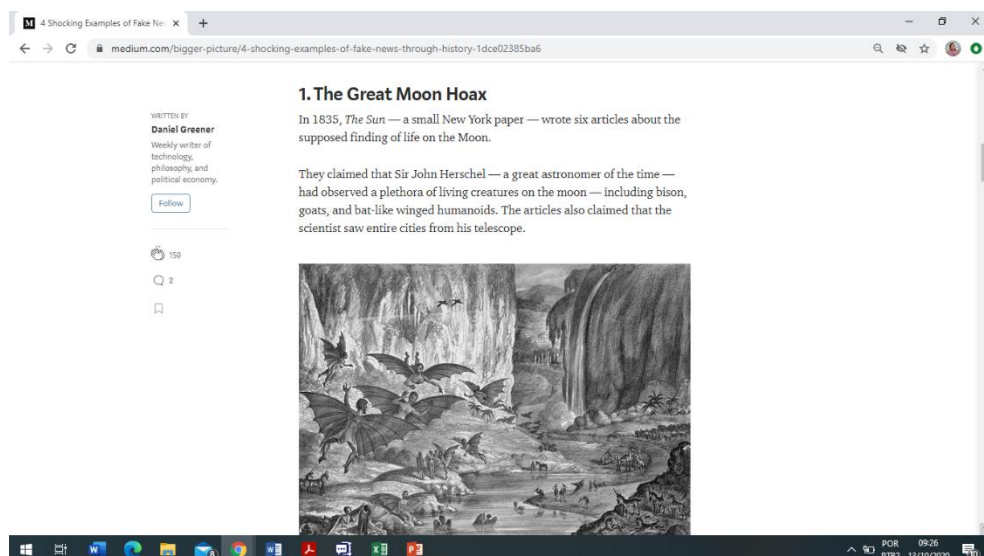 4 Shocking Examples of Fake Ne
medium.com/bigger-picture/4-shocking-examples-of-fake-news-through-history-1dce02385ba6
WRITTEN BY
Daniel Greener
Weekly writer of
technology,
philosophy, and
political economy.
Follow
150
2
1. The Great Moon Hoax
In 1835, The Sun — a small New York paper — wrote six articles about the
supposed finding of life on the Moon.
They claimed that Sir John Herschel — a great astronomer of the time —
had observed a plethora of living creatures on the moon — including bison,
goats, and bat-like winged humanoids. The articles also claimed that the
scientist saw entire cities from his telescope.
POR 09:26
PTB2 13/10/2020